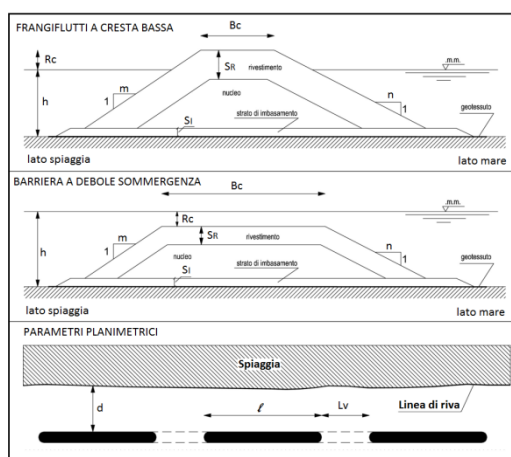 FRANGIFLUTTI A CRESTA BASSA
Bc
Rc
SR
rivestimento
m.m.
h
m
1
nucleo
n
1
geotessuto
SI
strato di imbasamento
lato spiaggia
lato mare
BARRIERA A DEBOLE SOMMERGENZA
Bc
m.m.
Rc
SR
rivestimento
h
m
1
nucleo
n
1
geotessuto
SI
strato di imbasamento
lato spiaggia
lato mare
PARAMETRI PLANIMETRICI
Spiaggia
d
ℓ
Lv
Linea di riva